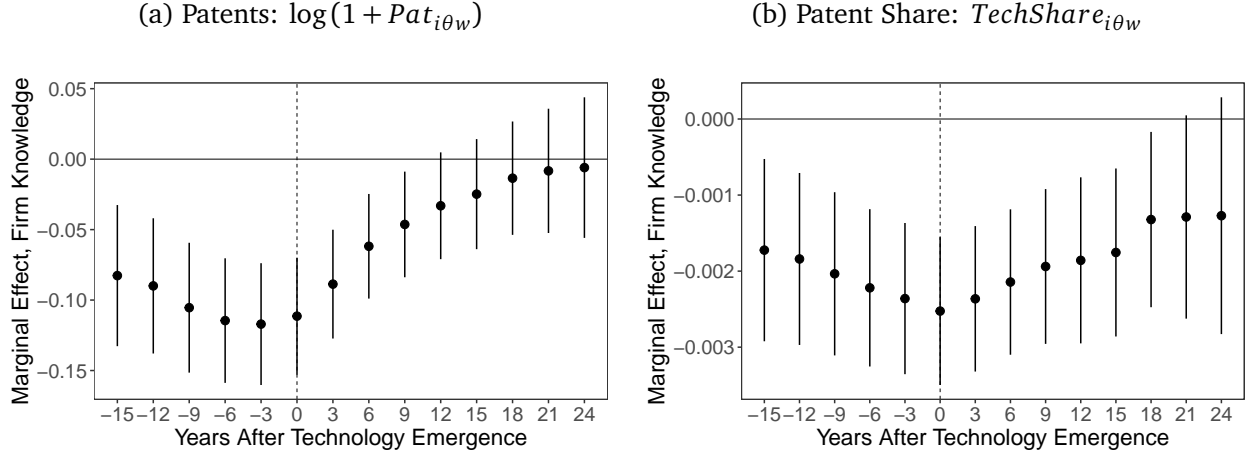 (a) Patents: log(1 + Pat_{iθw})
(b) Patent Share: TechShare_{iθw}
Marginal Effect, Firm Knowledge
0.05
0.00
−0.05
−0.10
−0.15
−15 −12 −9 −6 −3 0 3 6 9 12 15 18 21 24
Years After Technology Emergence
Marginal Effect, Firm Knowledge
0.000
−0.001
−0.002
−0.003
−15 −12 −9 −6 −3 0 3 6 9 12 15 18 21 24
Years After Technology Emergence